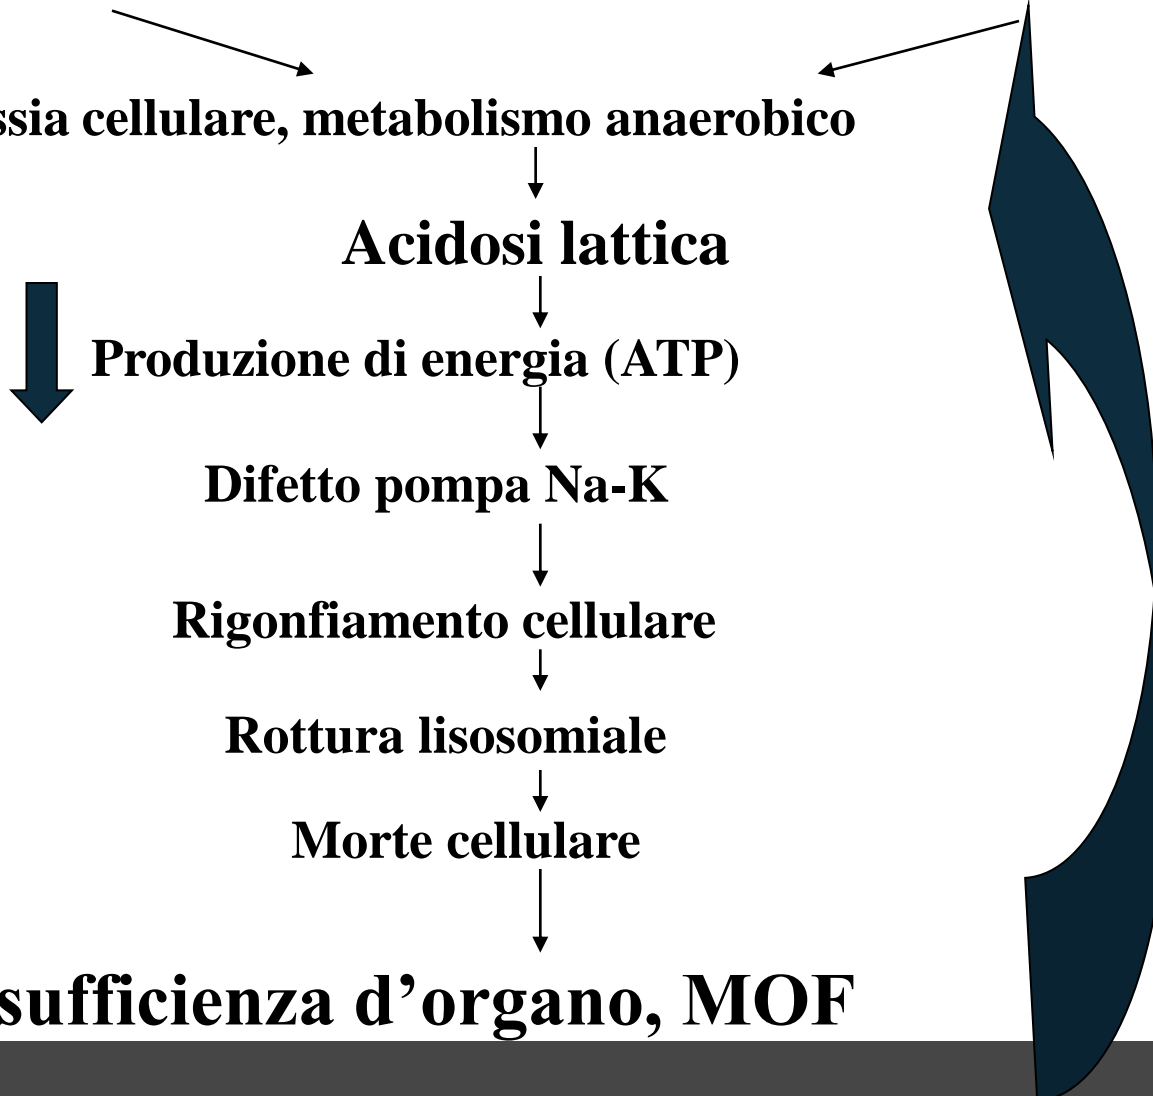 ssia cellulare, metabolismo anaerobico
Acidosi lattica
Produzione di energia (ATP)
Difetto pompa Na-K
Rigonfiamento cellulare
Rottura lisosomiale
Morte cellulare
sufficienza d’organo, MOF